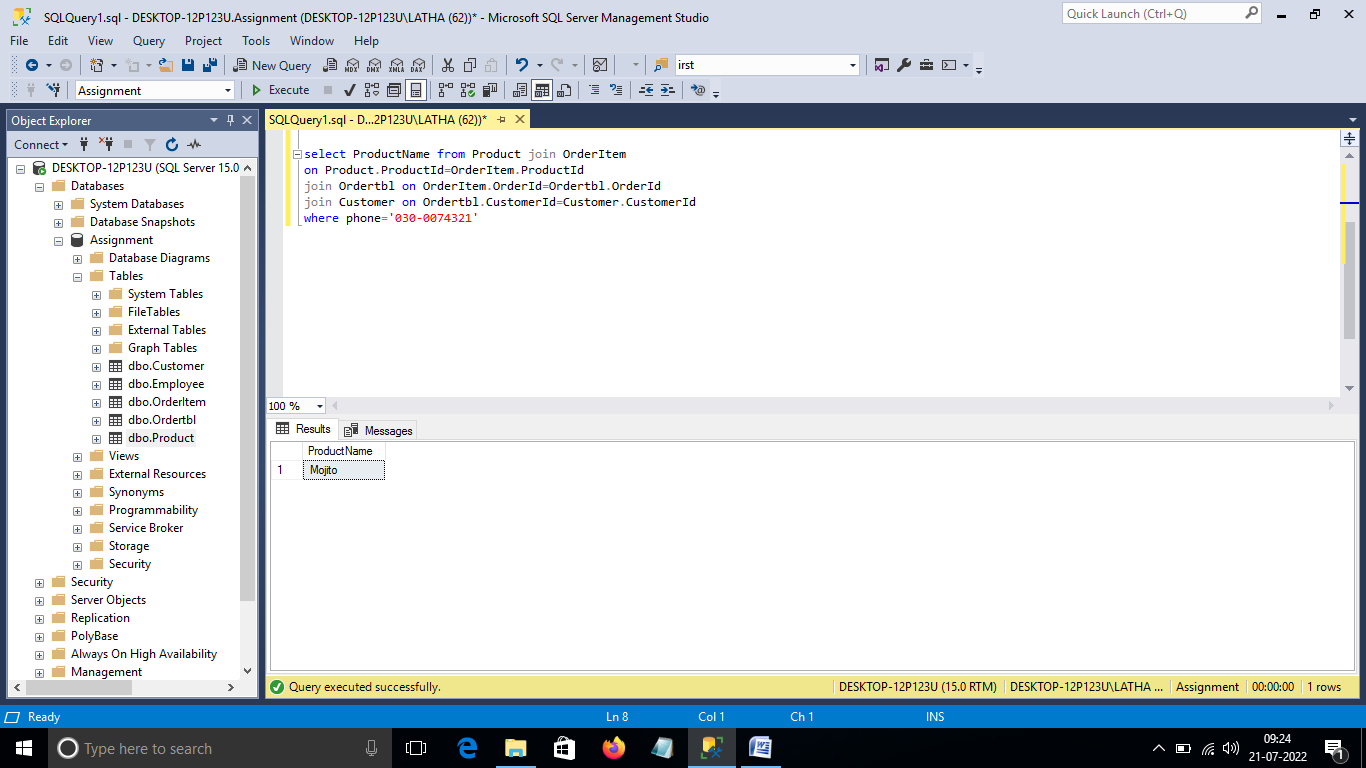 SQLQuery1.sql - DESKTOP-12P123U.Assignment (DESKTOP-12P123U\LATHA (62))* - Microsoft SQL Server Management Studio
Quick Launch (Ctrl+Q)
File Edit View Query Project Tools Window Help
New Query MDX DMX XMLA DAX irst
Assignment Execute
Object Explorer
SQLQuery1.sql - D...2P123U\LATHA (62))*
Connect
DESKTOP-12P123U (SQL Server 15.0
Databases
System Databases
Database Snapshots
Assignment
Database Diagrams
Tables
System Tables
FileTables
External Tables
Graph Tables
dbo.Customer
dbo.Employee
dbo.OrderItem
dbo.Ordertbl
dbo.Product
Views
External Resources
Synonyms
Programmability
Service Broker
Storage
Security
Security
Server Objects
Replication
PolyBase
Always On High Availability
Management
select ProductName from Product join OrderItem
on Product.ProductId=OrderItem.ProductId
join Ordertbl on OrderItem.OrderId=Ordertbl.OrderId
join Customer on Ordertbl.CustomerId=Customer.CustomerId
where phone='030-0074321'
100 %
Results Messages
ProductName
1 Mojito
Query executed successfully. DESKTOP-12P123U (15.0 RTM) DESKTOP-12P123U\LATHA ... Assignment 00:00:00 1 rows
Ready Ln 8 Col 1 Ch 1 INS
Type here to search
09:24
21-07-2022
1